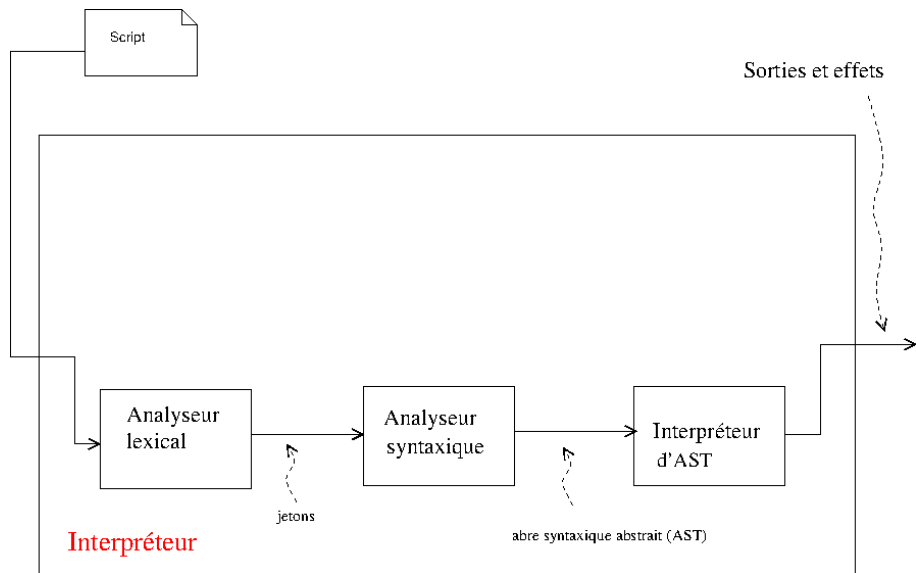 Script
Sorties et effets
Analyseur
lexical
Analyseur
syntaxique
Interpréteur
d'AST
jetons
abre syntaxique abstrait (AST)
Interpréteur